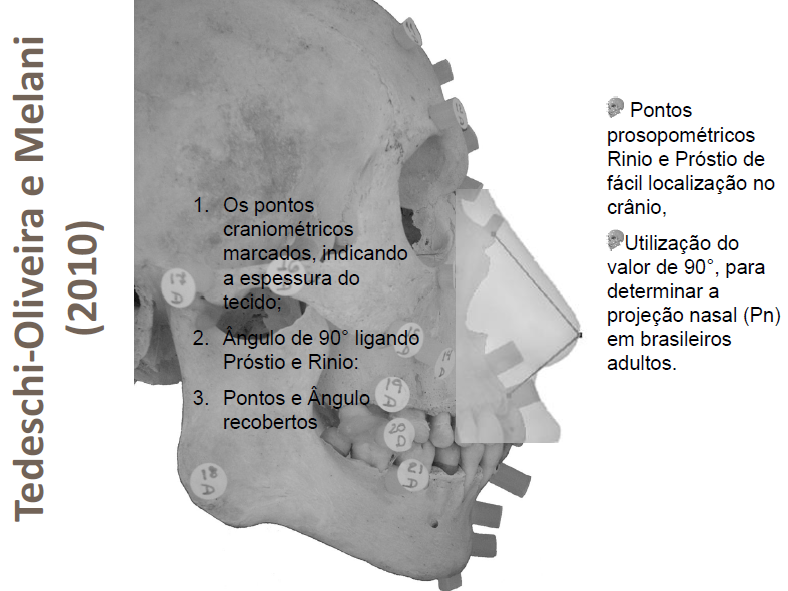 Tedeschi-Oliveira e Melani
(2010)
1. Os pontos
craniométricos
marcados, indicando
a espessura do
tecido;
2. Ângulo de 90° ligando
Próstio e Rinio:
3. Pontos e Ângulo
recobertos
Pontos
prosopométricos
Rinio e Próstio de
fácil localização no
crânio,
Utilização do
valor de 90°, para
determinar a
projeção nasal (Pn)
em brasileiros
adultos.
17
A
19
A
20
D
21
A
18
A